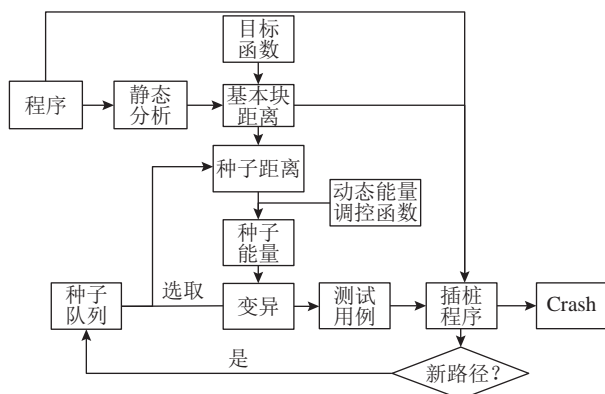 目标
函数
程序
静态
分析
基本块
距离
种子距离
动态能量
调控函数
种子
能量
种子
队列
选取
变异
测试
用例
插桩
程序
Crash
是
新路径？